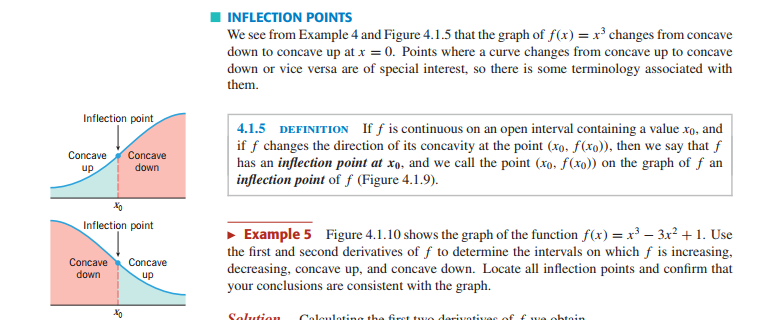 INFLECTION POINTS
We see from Example 4 and Figure 4.1.5 that the graph of f(x) = x³ changes from concave
down to concave up at x = 0. Points where a curve changes from concave up to concave
down or vice versa are of special interest, so there is some terminology associated with
them.
4.1.5 DEFINITION If f is continuous on an open interval containing a value x₀, and
if f changes the direction of its concavity at the point (x₀, f(x₀)), then we say that f
has an inflection point at x₀, and we call the point (x₀, f(x₀)) on the graph of f an
inflection point of f (Figure 4.1.9).
Inflection point
Concave up
Concave down
x₀
Inflection point
Concave down
Concave up
x₀
► Example 5 Figure 4.1.10 shows the graph of the function f(x) = x³ − 3x² + 1. Use
the first and second derivatives of f to determine the intervals on which f is increasing,
decreasing, concave up, and concave down. Locate all inflection points and confirm that
your conclusions are consistent with the graph.
Solution Calculating the first two derivatives of f we obtain